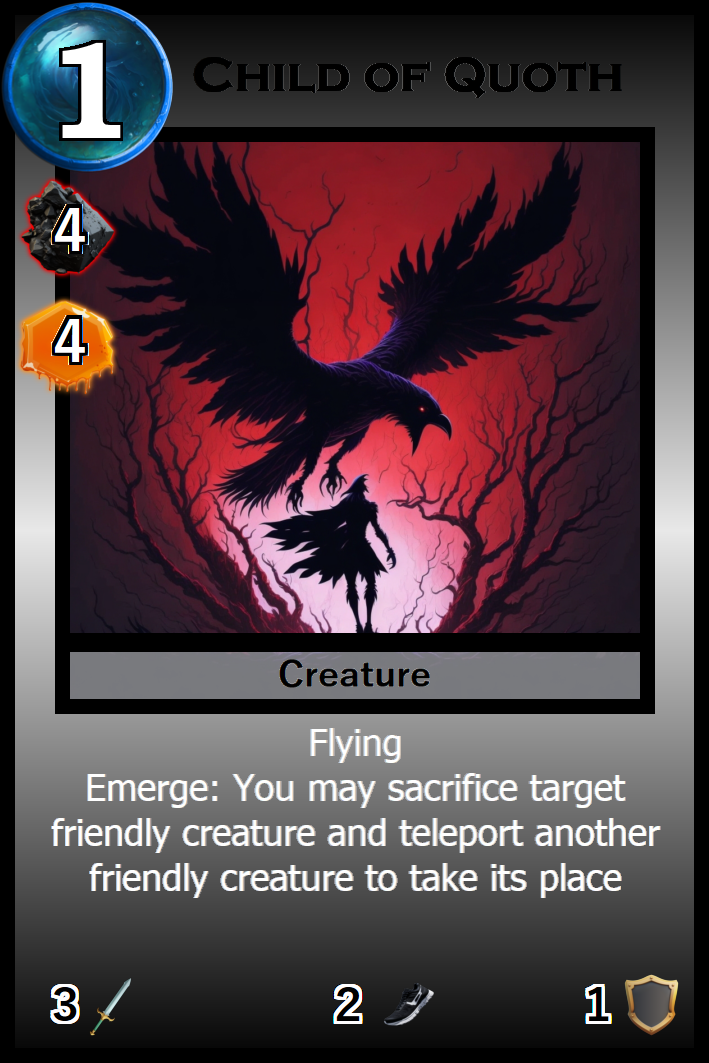 1
Child of Quoth
4
4
Creature
Flying
Emerge: You may sacrifice target
friendly creature and teleport another
friendly creature to take its place
3 2 1